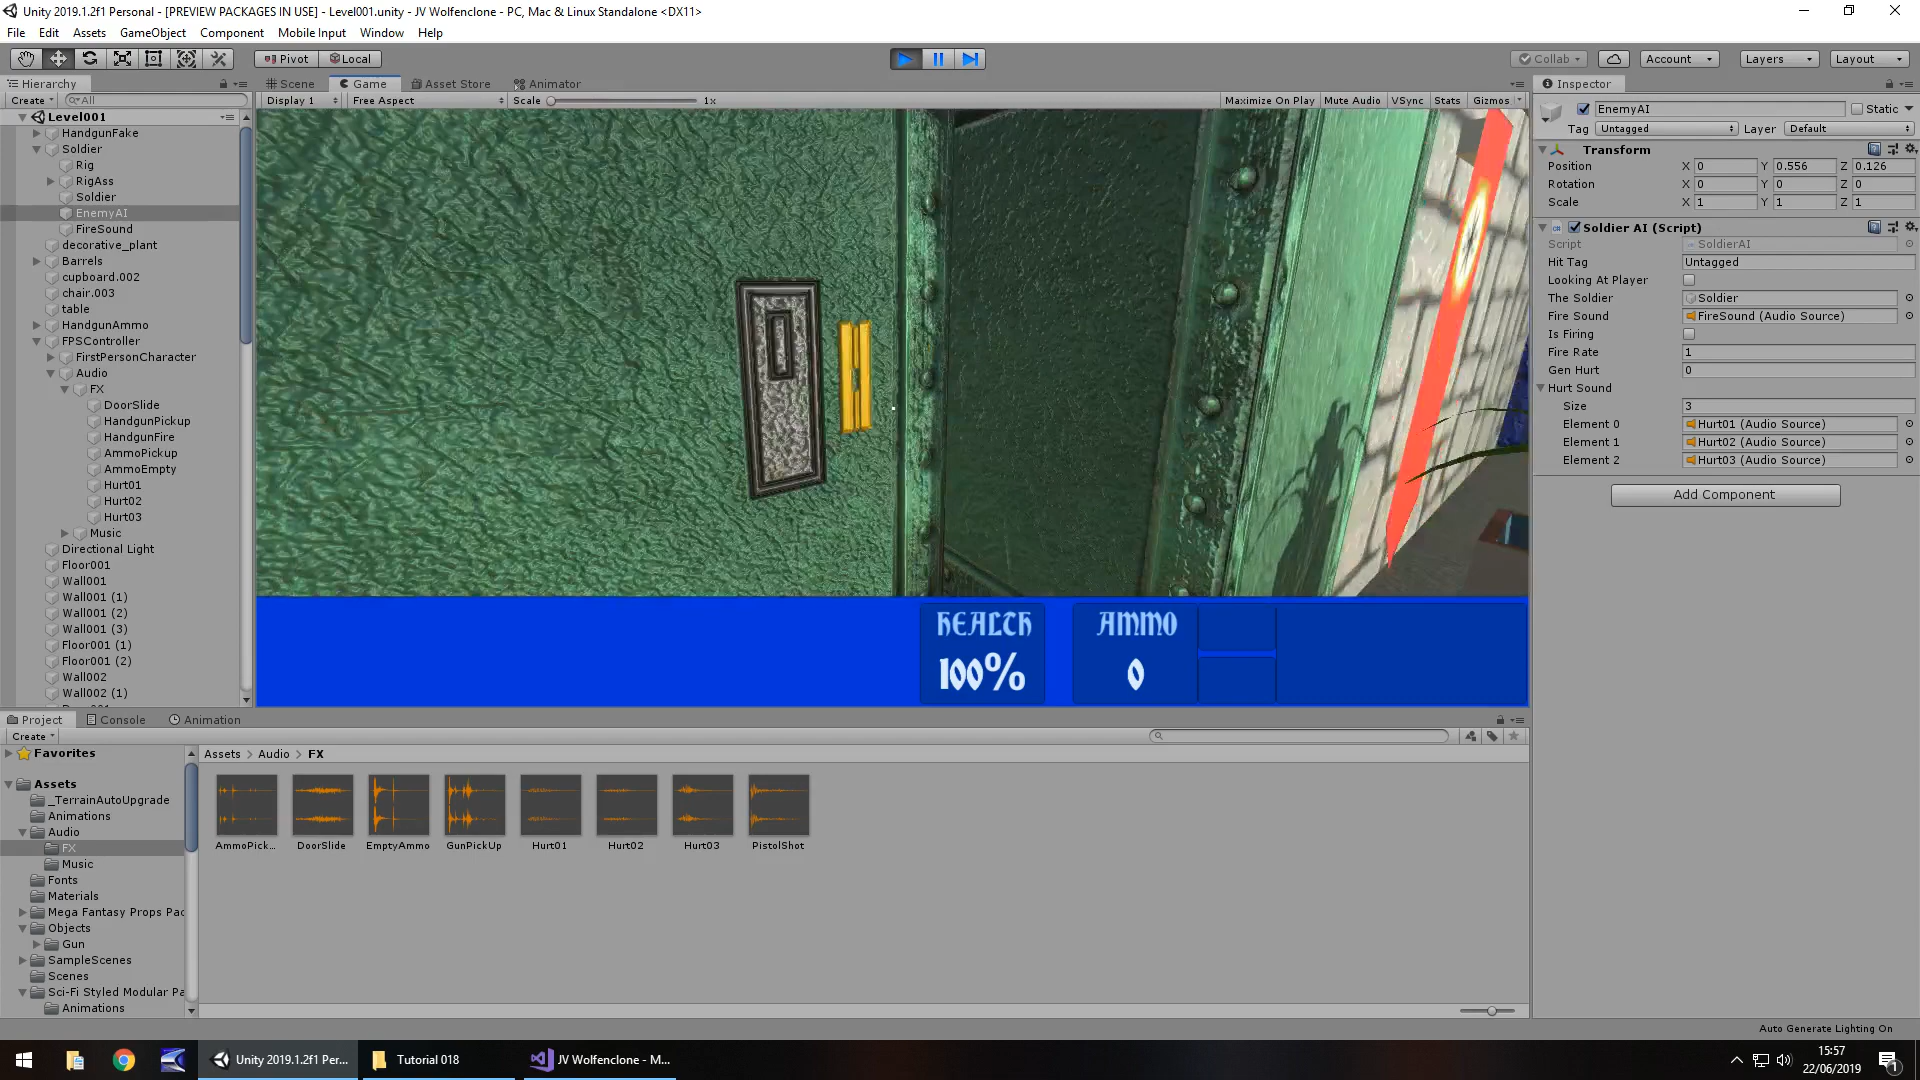 Unity 2019.1.2f1 Personal - [PREVIEW PACKAGES IN USE] - Level001.unity - JV Wolfenclone - PC, Mac & Linux Standalone <DX11>
File Edit Assets GameObject Component Mobile Input Window Help
Pivot Local Collab Account Layers Layout
Hierarchy Scene Game Asset Store Animator Inspector
Create All Display 1 Free Aspect Scale 1x Maximize On Play Mute Audio VSync Stats Gizmos
Level001
HandgunFake
Soldier
Rig
RigAss
Soldier
EnemyAI
FireSound
decorative_plant
Barrels
cupboard.002
chair.003
table
HandgunAmmo
FPSController
FirstPersonCharacter
Audio
FX
DoorSlide
HandgunPickup
HandgunFire
AmmoPickup
AmmoEmpty
Hurt01
Hurt02
Hurt03
Music
Directional Light
Floor001
Wall001
Wall001 (1)
Wall001 (2)
Wall001 (3)
Floor001 (1)
Floor001 (2)
Wall002
Wall002 (1)
HEALTH AMMO
100% 0
EnemyAI Static
Tag Untagged Layer Default
Transform
Position X 0 Y 0.556 Z 0.126
Rotation X 0 Y 0 Z 0
Scale X 1 Y 1 Z 1
Soldier AI (Script)
Script SoldierAI
Hit Tag Untagged
Looking At Player
The Soldier Soldier
Fire Sound FireSound (Audio Source)
Is Firing
Fire Rate 1
Gen Hurt 0
Hurt Sound
Size 3
Element 0 Hurt01 (Audio Source)
Element 1 Hurt02 (Audio Source)
Element 2 Hurt03 (Audio Source)
Add Component
Project Console Animation
Create
Favorites
Assets
_TerrainAutoUpgrade
Animations
Audio
FX
Music
Fonts
Materials
Mega Fantasy Props Pac
Objects
Gun
SampleScenes
Scenes
Sci-Fi Styled Modular Pa
Animations
Assets > Audio > FX
AmmoPick... DoorSlide EmptyAmmo GunPickUp Hurt01 Hurt02 Hurt03 PistolShot
Auto Generate Lighting On
Unity 2019.1.2f1 Per... Tutorial 018 JV Wolfenclone - M...
15:57
22/06/2019
1